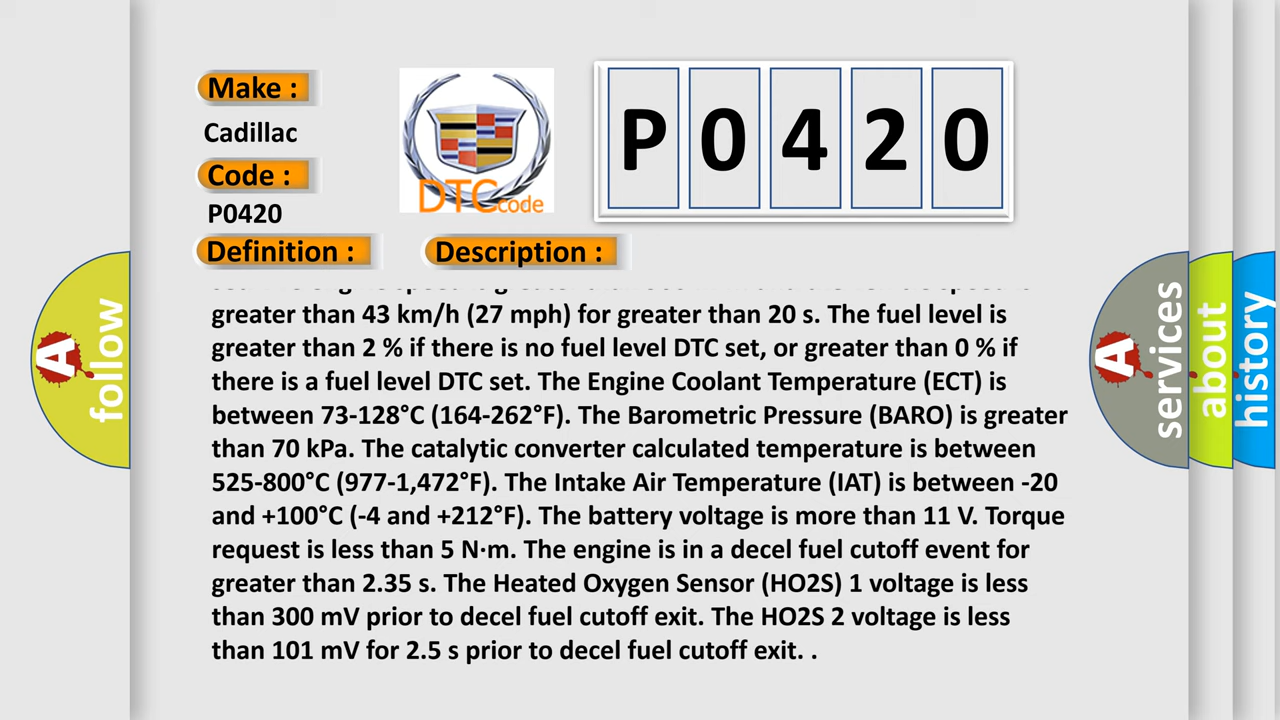 Make :
Cadillac
Code :
P0420
DTC code
P0420
Definition :
Description :
greater than 43 km/h (27 mph) for greater than 20 s. The fuel level is
greater than 2 % if there is no fuel level DTC set, or greater than 0 % if
there is a fuel level DTC set. The Engine Coolant Temperature (ECT) is
between 73-128°C (164-262°F). The Barometric Pressure (BARO) is greater
than 70 kPa. The catalytic converter calculated temperature is between
525-800°C (977-1,472°F). The Intake Air Temperature (IAT) is between -20
and +100°C (-4 and +212°F). The battery voltage is more than 11 V. Torque
request is less than 5 N·m. The engine is in a decel fuel cutoff event for
greater than 2.35 s. The Heated Oxygen Sensor (HO2S) 1 voltage is less
than 300 mV prior to decel fuel cutoff exit. The HO2S 2 voltage is less
than 101 mV for 2.5 s prior to decel fuel cutoff exit. .
A
follow
A
services
about
history